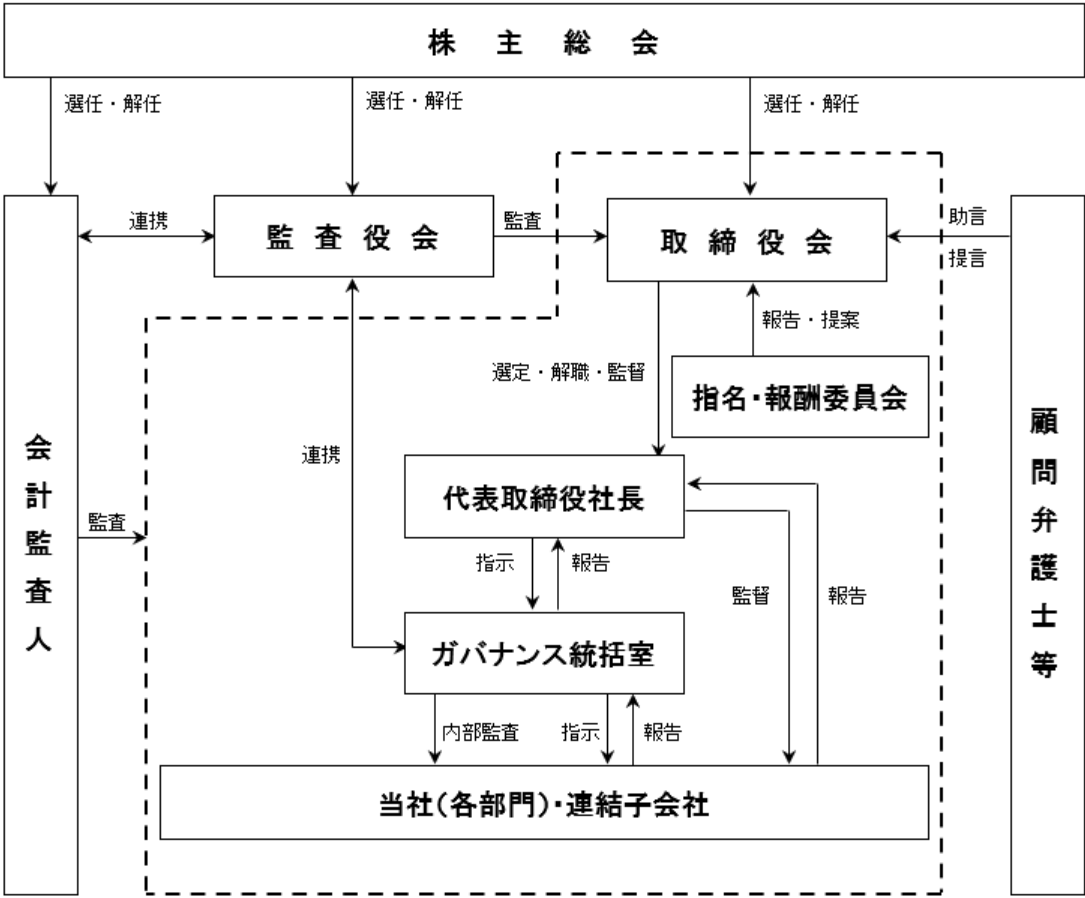 株主総会
選任・解任
選任・解任
選任・解任
連携
監査役会
監査
取締役会
助言
提言
報告・提案
選定・解職・監督
指名・報酬委員会
会計監査人
顧問弁護士等
連携
代表取締役社長
監査
指示
報告
監督
報告
ガバナンス統括室
内部監査
指示
報告
当社（各部門）・連結子会社